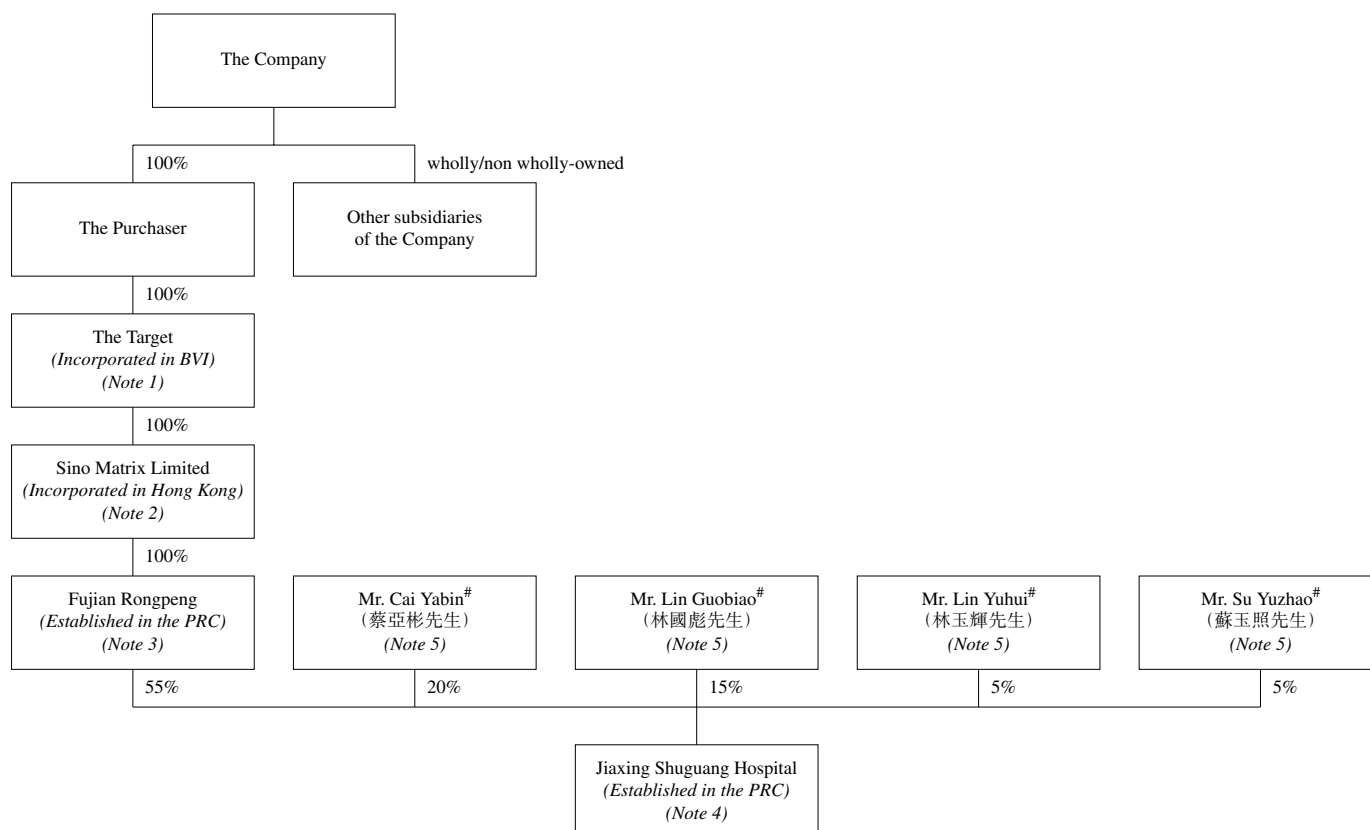 The Company
100%
wholly/non wholly-owned
The Purchaser
Other subsidiaries
of the Company
100%
The Target
(Incorporated in BVI)
(Note 1)
100%
Sino Matrix Limited
(Incorporated in Hong Kong)
(Note 2)
100%
Fujian Rongpeng
(Established in the PRC)
(Note 3)
Mr. Cai Yabin#
(蔡亞彬先生)
(Note 5)
Mr. Lin Guobiao#
(林國彪先生)
(Note 5)
Mr. Lin Yuhui#
(林玉輝先生)
(Note 5)
Mr. Su Yuzhao#
(蘇玉照先生)
(Note 5)
55%
20%
15%
5%
5%
Jiaxing Shuguang Hospital
(Established in the PRC)
(Note 4)